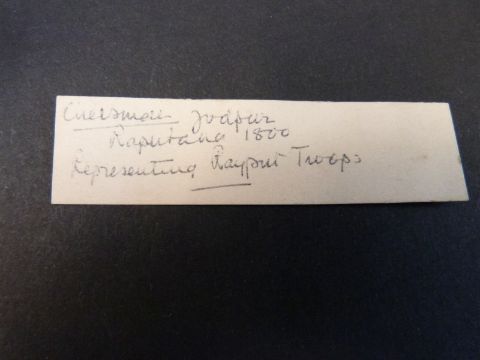 Chessmen Jodpur
Rajputana 1800
Representing Rajput Troops